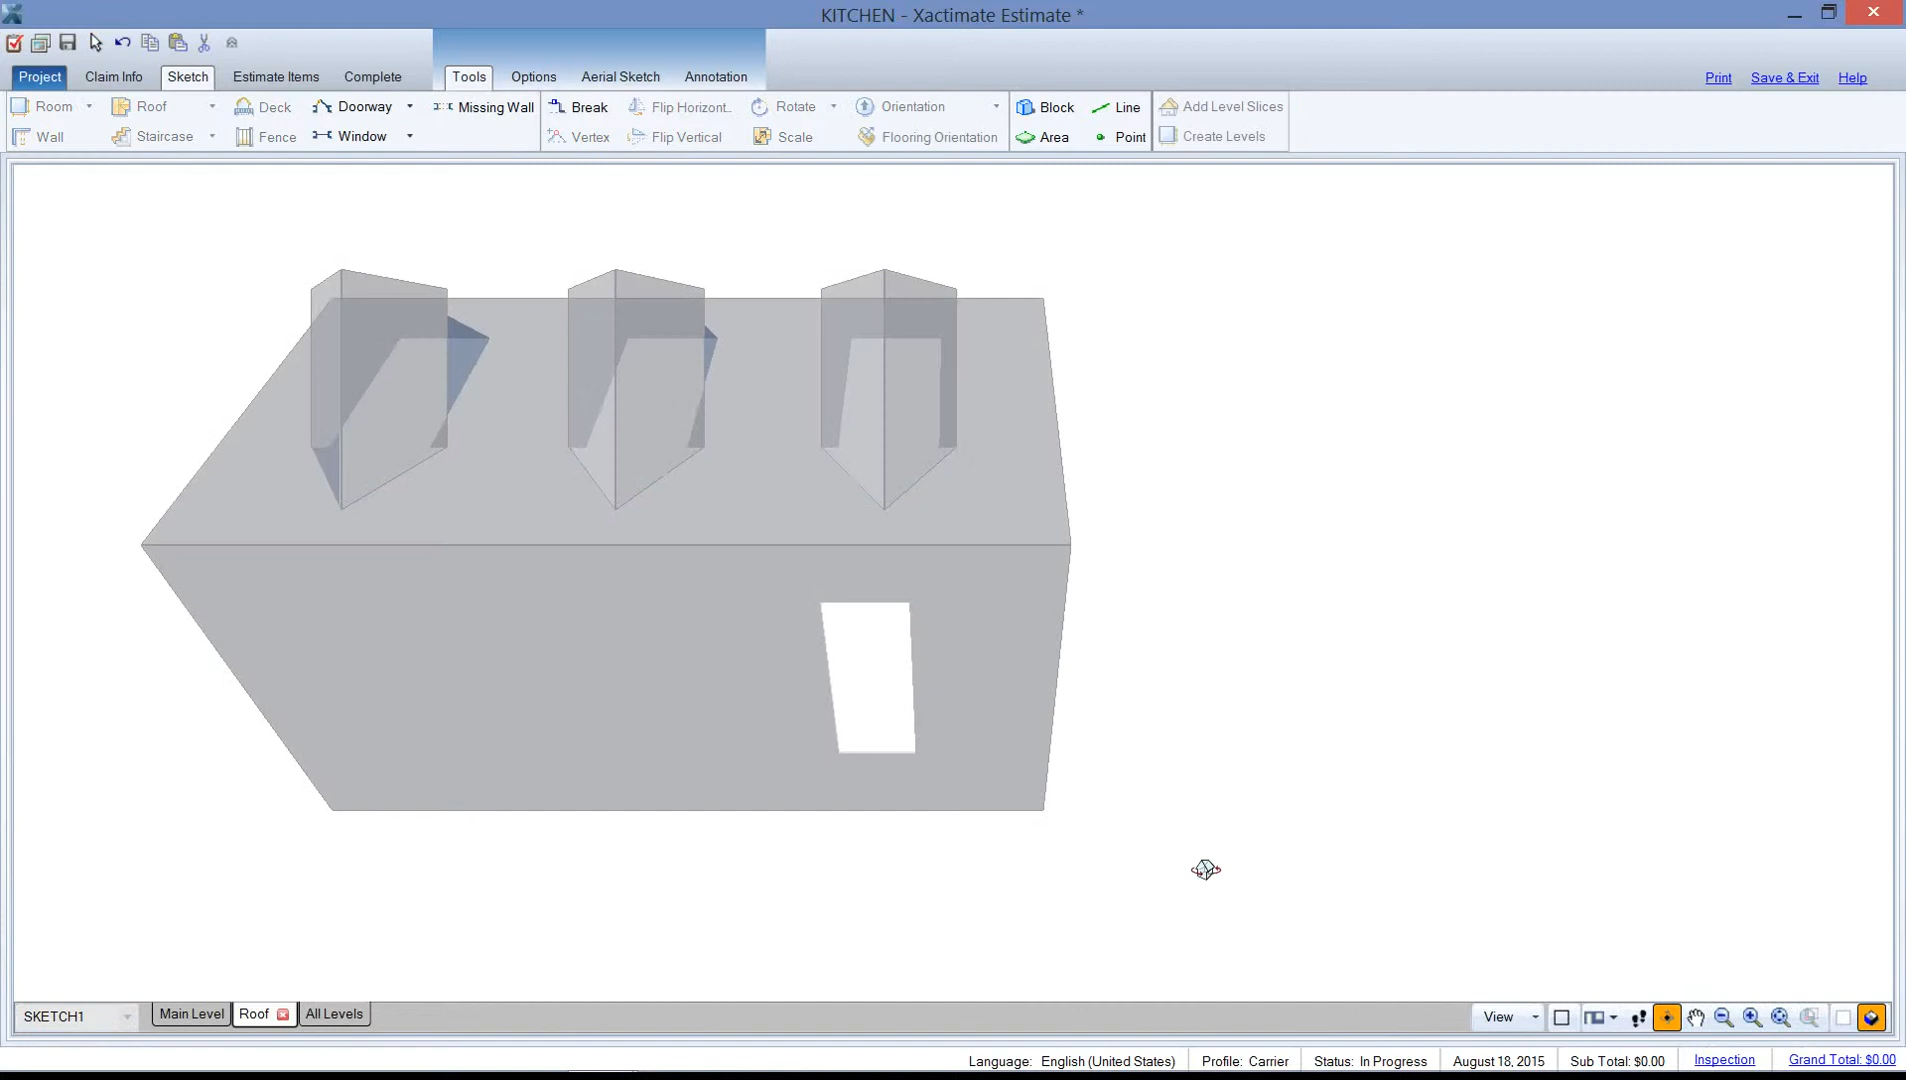 KITCHEN - Xactimate Estimate *
Project Claim Info Sketch Estimate Items Complete Tools Options Aerial Sketch Annotation Print Save & Exit Help
Room Roof Deck Doorway Missing Wall Break Flip Horizont.. Rotate Orientation Block Line Add Level Slices
Wall Staircase Fence Window Vertex Flip Vertical Scale Flooring Orientation Area Point Create Levels
SKETCH1 Main Level Roof All Levels View
Language: English (United States) Profile: Carrier Status: In Progress August 18, 2015 Sub Total: $0.00 Inspection Grand Total: $0.00